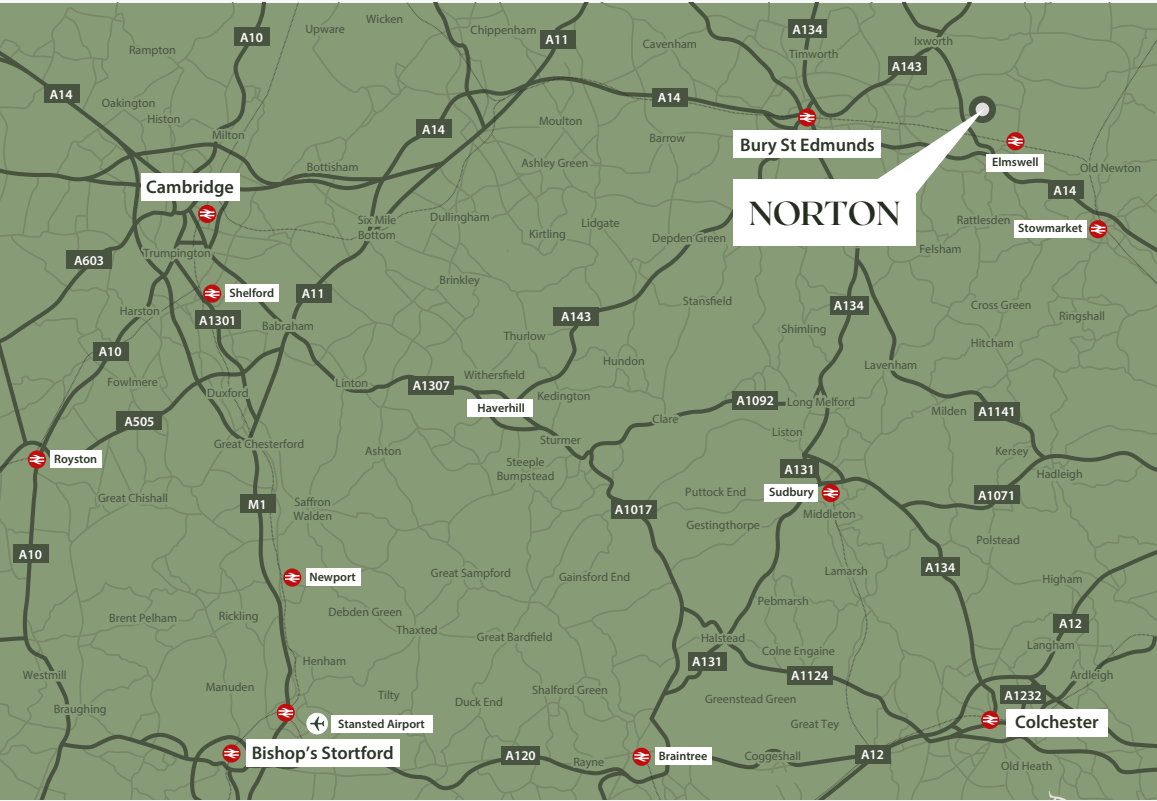 Wicken
Upware
Chippenham
A10
A11
A134
Ixworth
Rampton
Cavenham
Timworth
A143
A14
Oakington
Histon
A14
Milton
A14
Moulton
Barrow
Bury St Edmunds
Elmswell
Bottisham
Ashley Green
Old Newton
Cambridge
A14
Six Mile
Bottom
Dullingham
Kirtling
Lidgate
Depden Green
NORTON
Rattlesden
Stowmarket
Felsham
Trumpington
A603
Brinkley
Shelford
A11
Stansfield
A134
Cross Green
Ringshall
Harston
A1301
Babraham
A143
Shimling
Thurlow
Hitcham
A10
Hundon
Lavenham
Fowlmere
Duxford
Linton
A1307
Withersfield
Kedington
Haverhill
A1092
Long Melford
Milden
A1141
A505
Clare
Liston
Great Chesterford
Ashton
Sturmer
Kersey
Royston
Steeple
Bumpstead
A131
Hadleigh
Great Chishall
M1
Saffron
Walden
Puttock End
Sudbury
A1071
A1017
Middleton
Gestingthorpe
Polstead
A10
A134
Newport
Great Sampford
Gainsford End
Lamarsh
Higham
Brent Pelham
Rickling
Debden Green
Pebmarsh
Thaxted
Great Bardfield
Halstead
A12
Langham
Henham
A131
Colne Engaine
A1124
Westmill
Ardleigh
Manuden
Tilty
Duck End
Shalford Green
Greenstead Green
A1232
Braughing
Stansted Airport
Great Tey
Colchester
Bishop's Stortford
A120
Rayne
Braintree
Coggeshall
A12
Old Heath